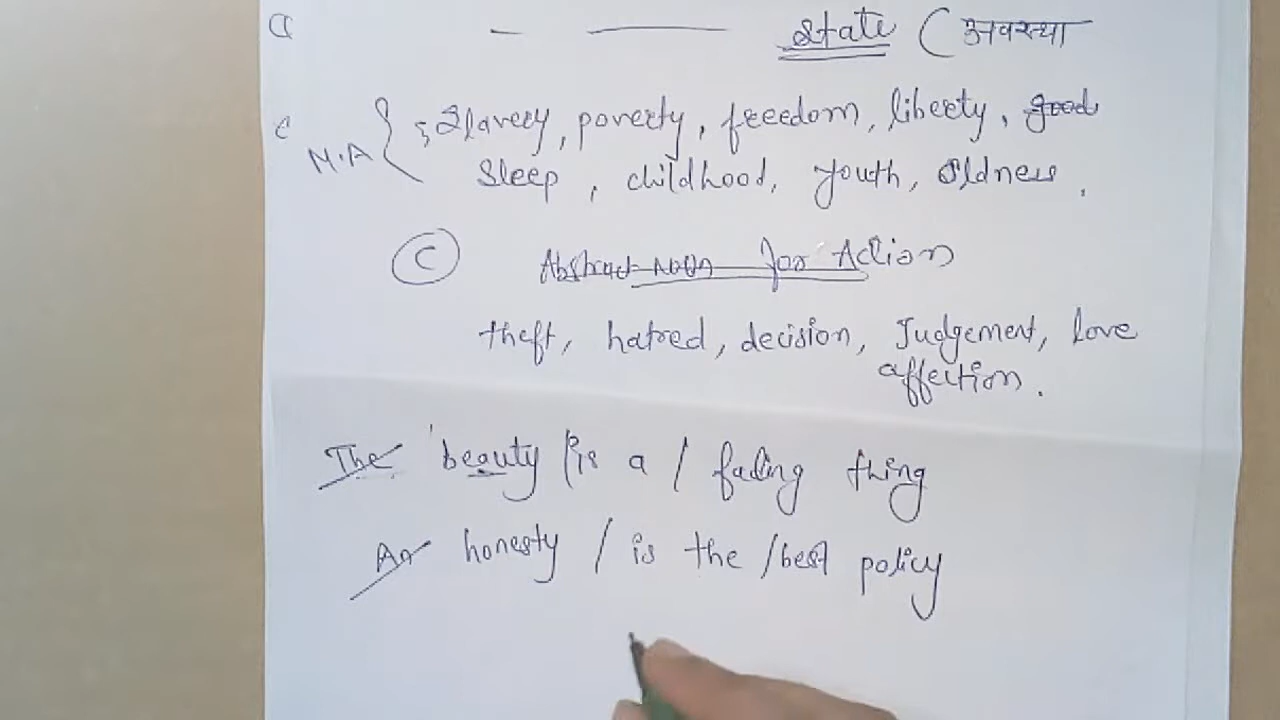 — —— State ( अवस्था
N.A { Slavery, poverty, freedom, liberty, good
Sleep, childhood, youth, Oldness,
(C) Abstract Noun for Action
theft, hatred, decision, Judgement, love
affection.
The beauty / is a / fading thing
An honesty / is the / best policy